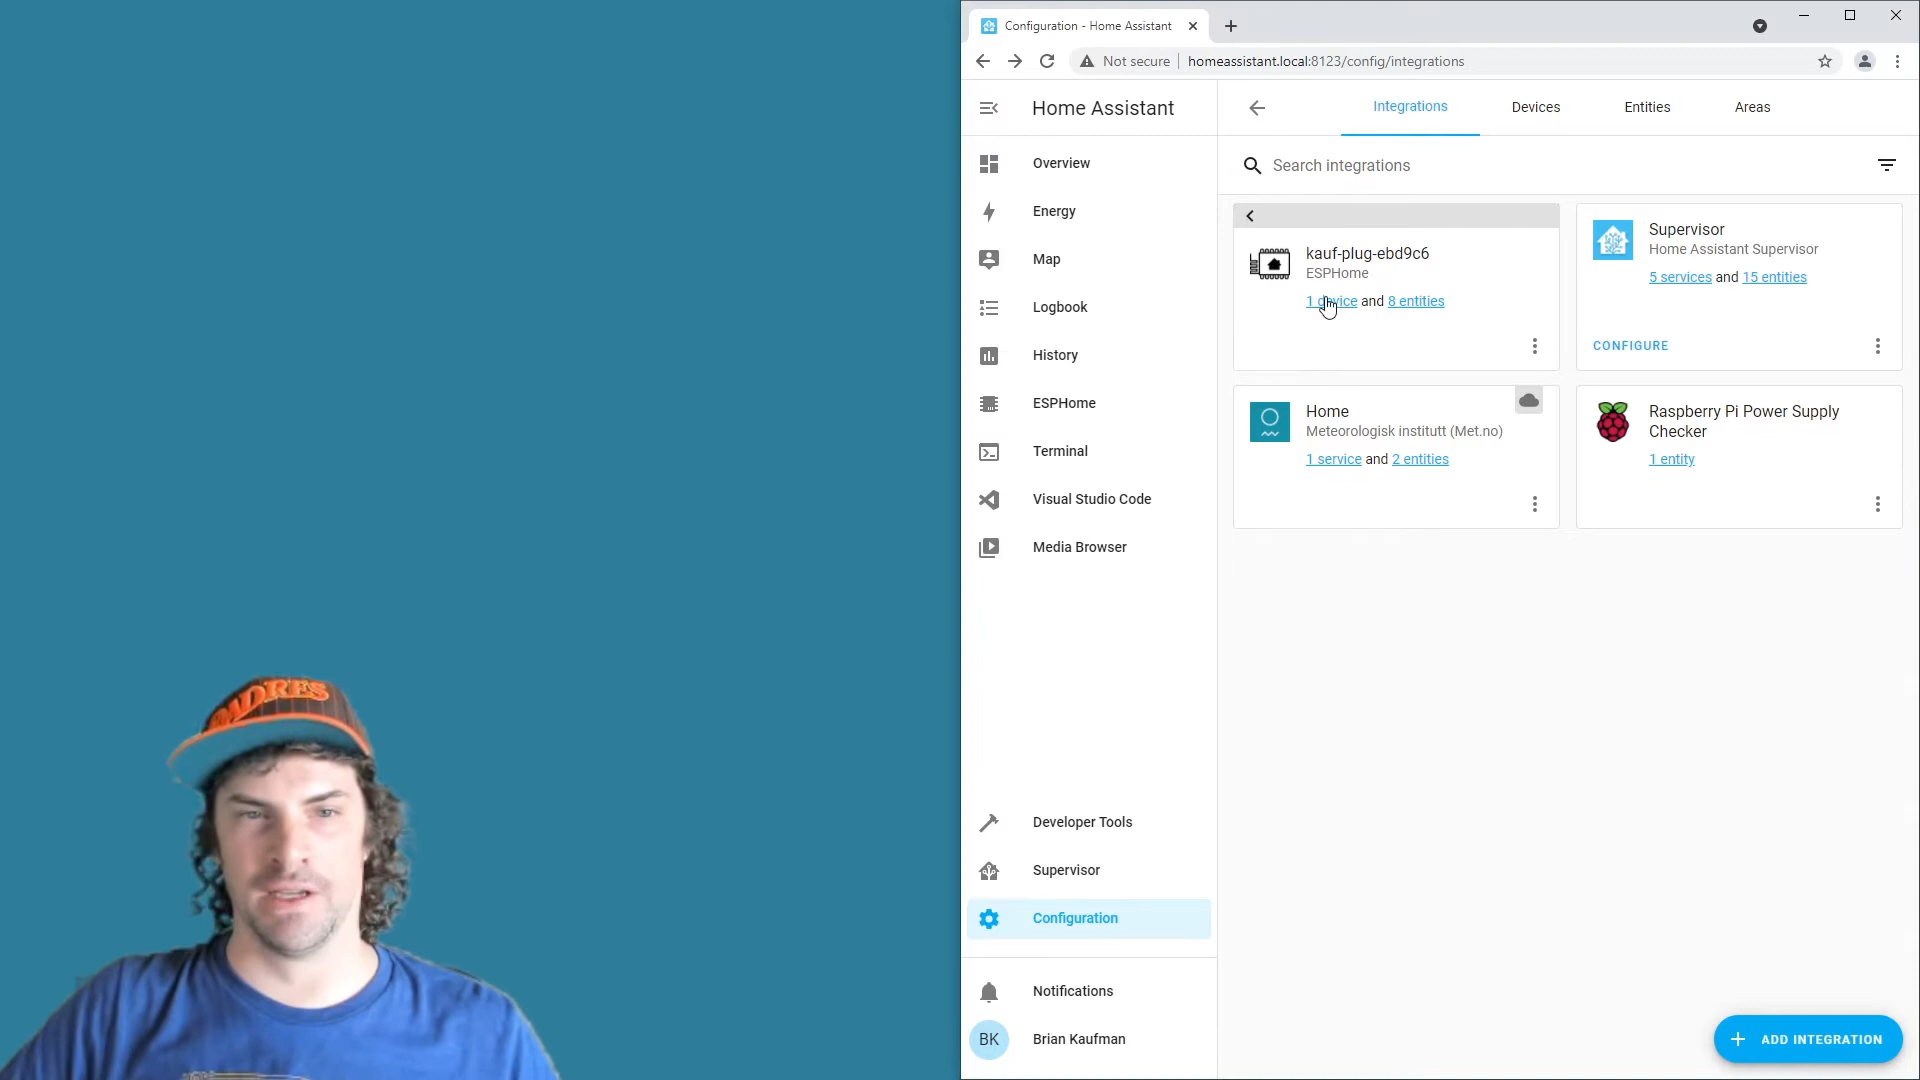 Configuration - Home Assistant
Not secure
homeassistant.local:8123/config/integrations
Home Assistant
Overview
Energy
Map
Logbook
History
ESPHome
Terminal
Visual Studio Code
Media Browser
Developer Tools
Supervisor
Configuration
Notifications
BK
Brian Kaufman
Integrations
Devices
Entities
Areas
Search integrations
kauf-plug-ebd9c6
ESPHome
1 device and 8 entities
Supervisor
Home Assistant Supervisor
5 services and 15 entities
CONFIGURE
Home
Meteorologisk institutt (Met.no)
1 service and 2 entities
Raspberry Pi Power Supply
Checker
1 entity
ADD INTEGRATION
PADRES